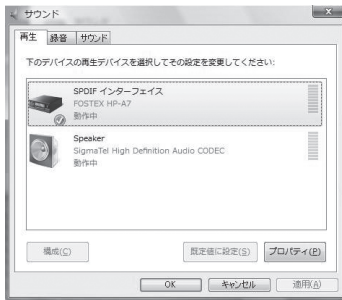 サウンド
再生 録音 サウンド
下のデバイスの再生デバイスを選択してその設定を変更してください:
SPDIF インターフェイス
FOSTEX HP-A7
動作中
Speaker
SigmaTel High Definition Audio CODEC
動作中
構成(C) 既定値に設定(S) プロパティ(P)
OK キャンセル 適用(A)